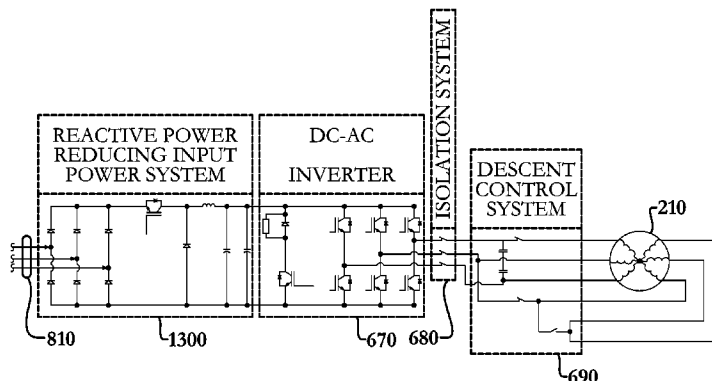 REACTIVE POWER
REDUCING INPUT
POWER SYSTEM
DC-AC
INVERTER
ISOLATION SYSTEM
DESCENT
CONTROL
SYSTEM
210
810
1300
670
680
690